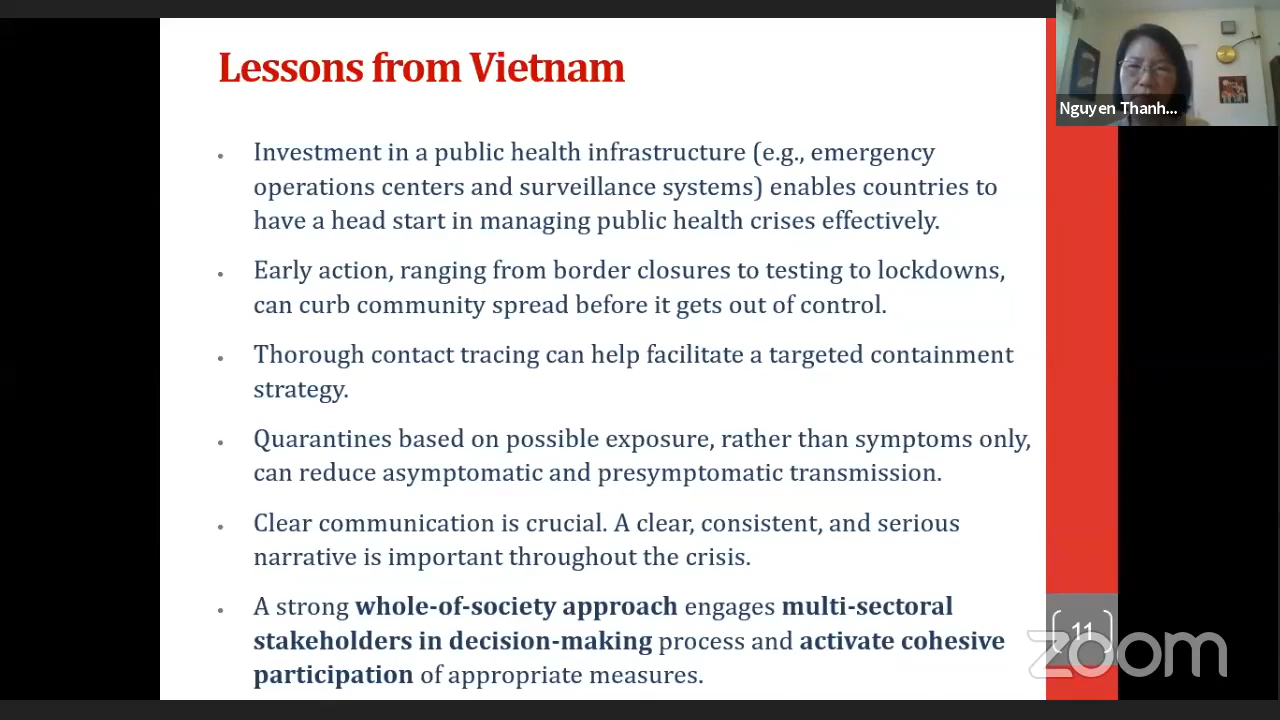 Lessons from Vietnam
Nguyen Thanh...
• Investment in a public health infrastructure (e.g., emergency
operations centers and surveillance systems) enables countries to
have a head start in managing public health crises effectively.
• Early action, ranging from border closures to testing to lockdowns,
can curb community spread before it gets out of control.
• Thorough contact tracing can help facilitate a targeted containment
strategy.
• Quarantines based on possible exposure, rather than symptoms only,
can reduce asymptomatic and presymptomatic transmission.
• Clear communication is crucial. A clear, consistent, and serious
narrative is important throughout the crisis.
• A strong whole-of-society approach engages multi-sectoral
stakeholders in decision-making process and activate cohesive
participation of appropriate measures.
11
zoom